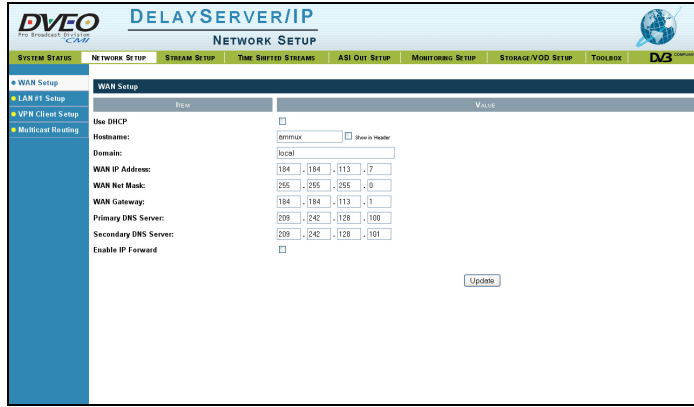 DVEO
Pro Broadcast Division
CMI
DELAYSERVER/IP
NETWORK SETUP
SYSTEM STATUS NETWORK SETUP STREAM SETUP TIME SHIFTED STREAMS ASI OUT SETUP MONITORING SETUP STORAGE/VOD SETUP TOOLBOX DVB
WAN Setup
LAN #1 Setup
VPN Client Setup
Multicast Routing
WAN Setup
ITEM VALUE
Use DHCP
Hostname: ammux Show in Header
Domain: local
WAN IP Address: 184 . 184 . 113 . 7
WAN Net Mask: 255 . 255 . 255 . 0
WAN Gateway: 184 . 184 . 113 . 1
Primary DNS Server: 209 . 242 . 128 . 100
Secondary DNS Server: 209 . 242 . 128 . 101
Enable IP Forward
Update